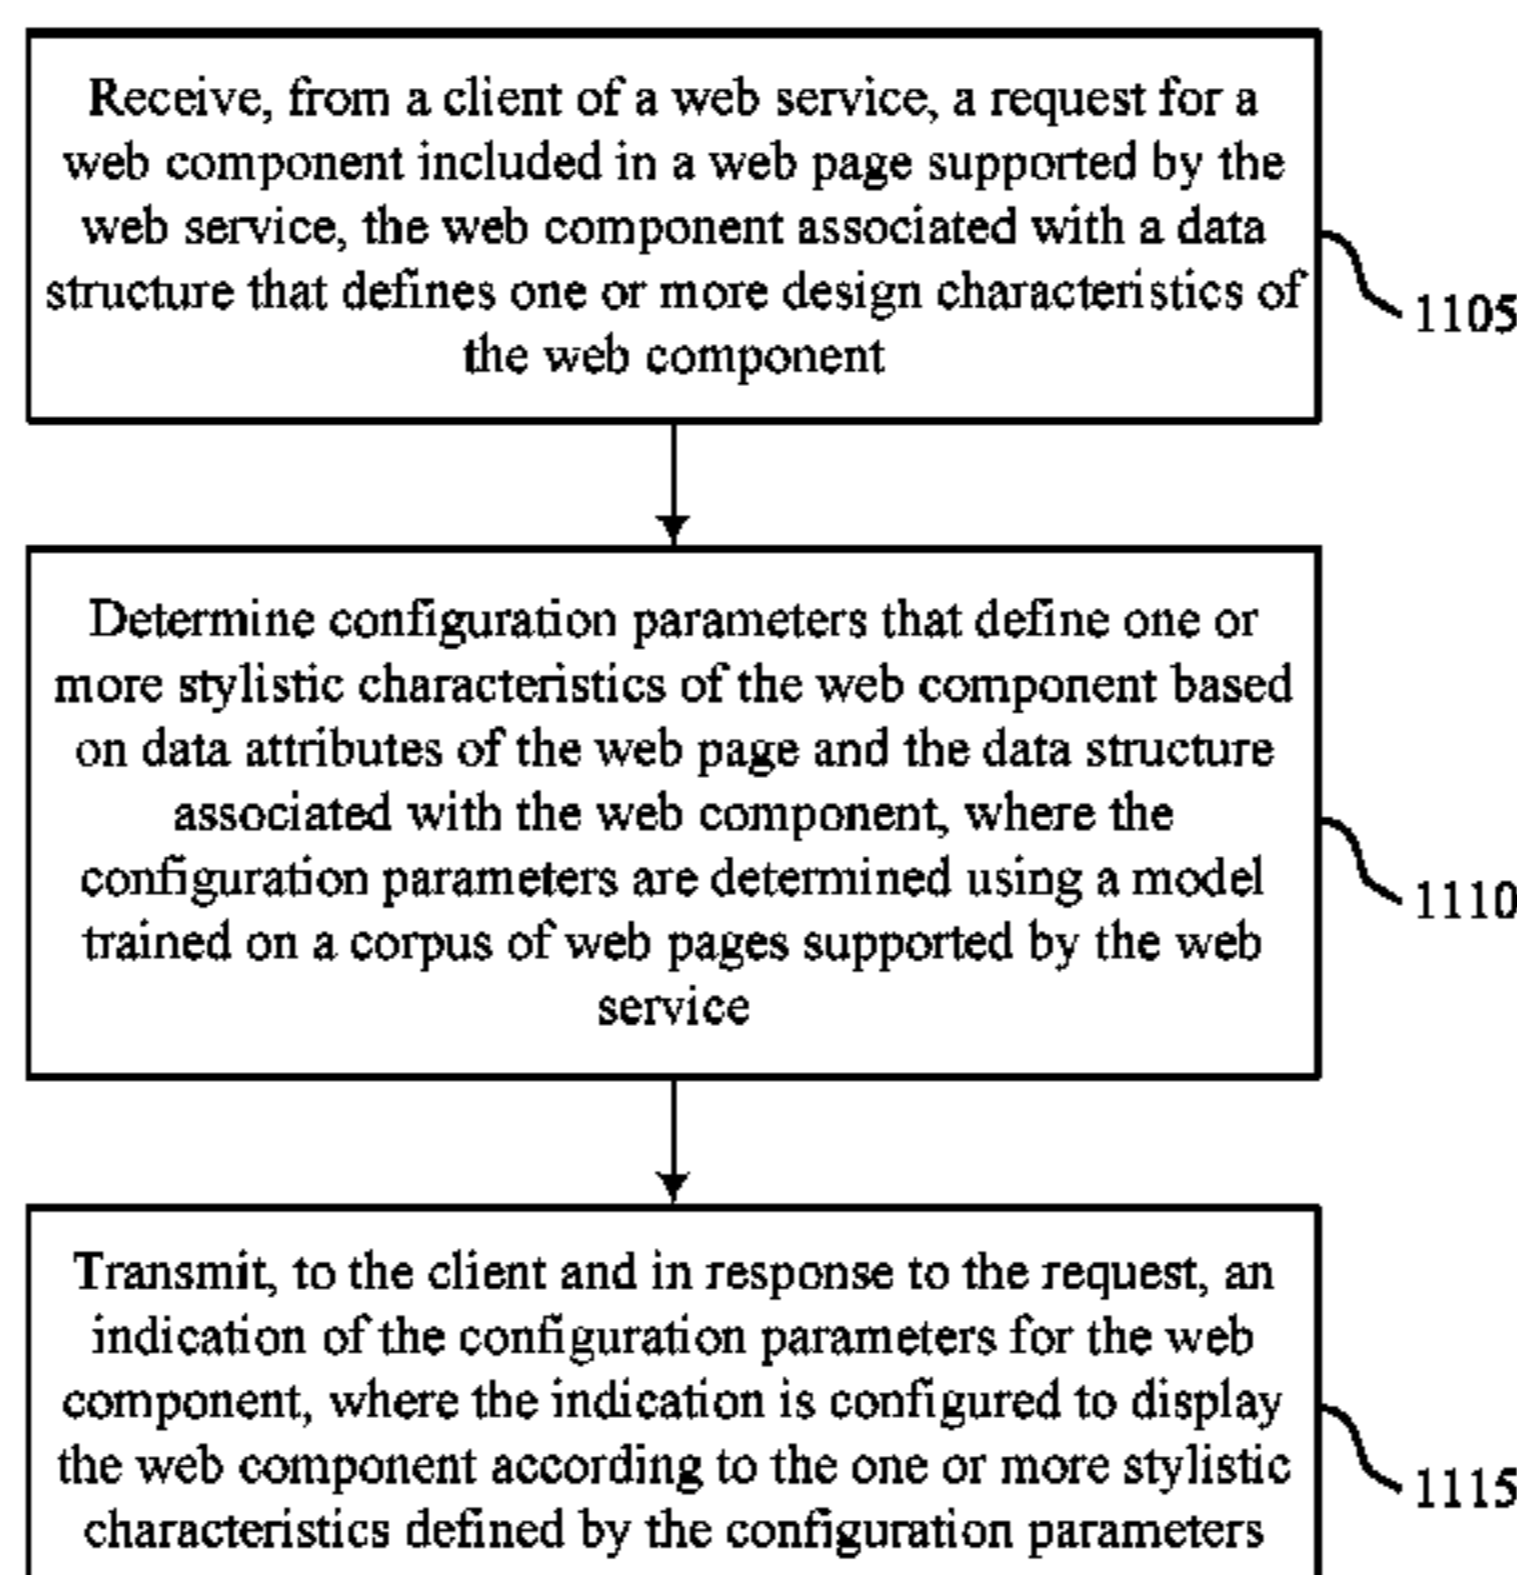 Receive, from a client of a web service, a request for a
web component included in a web page supported by the
web service, the web component associated with a data
structure that defines one or more design characteristics of
the web component
1105
Determine configuration parameters that define one or
more stylistic characteristics of the web component based
on data attributes of the web page and the data structure
associated with the web component, where the
configuration parameters are determined using a model
trained on a corpus of web pages supported by the web
service
1110
Transmit, to the client and in response to the request, an
indication of the configuration parameters for the web
component, where the indication is configured to display
the web component according to the one or more stylistic
characteristics defined by the configuration parameters
1115